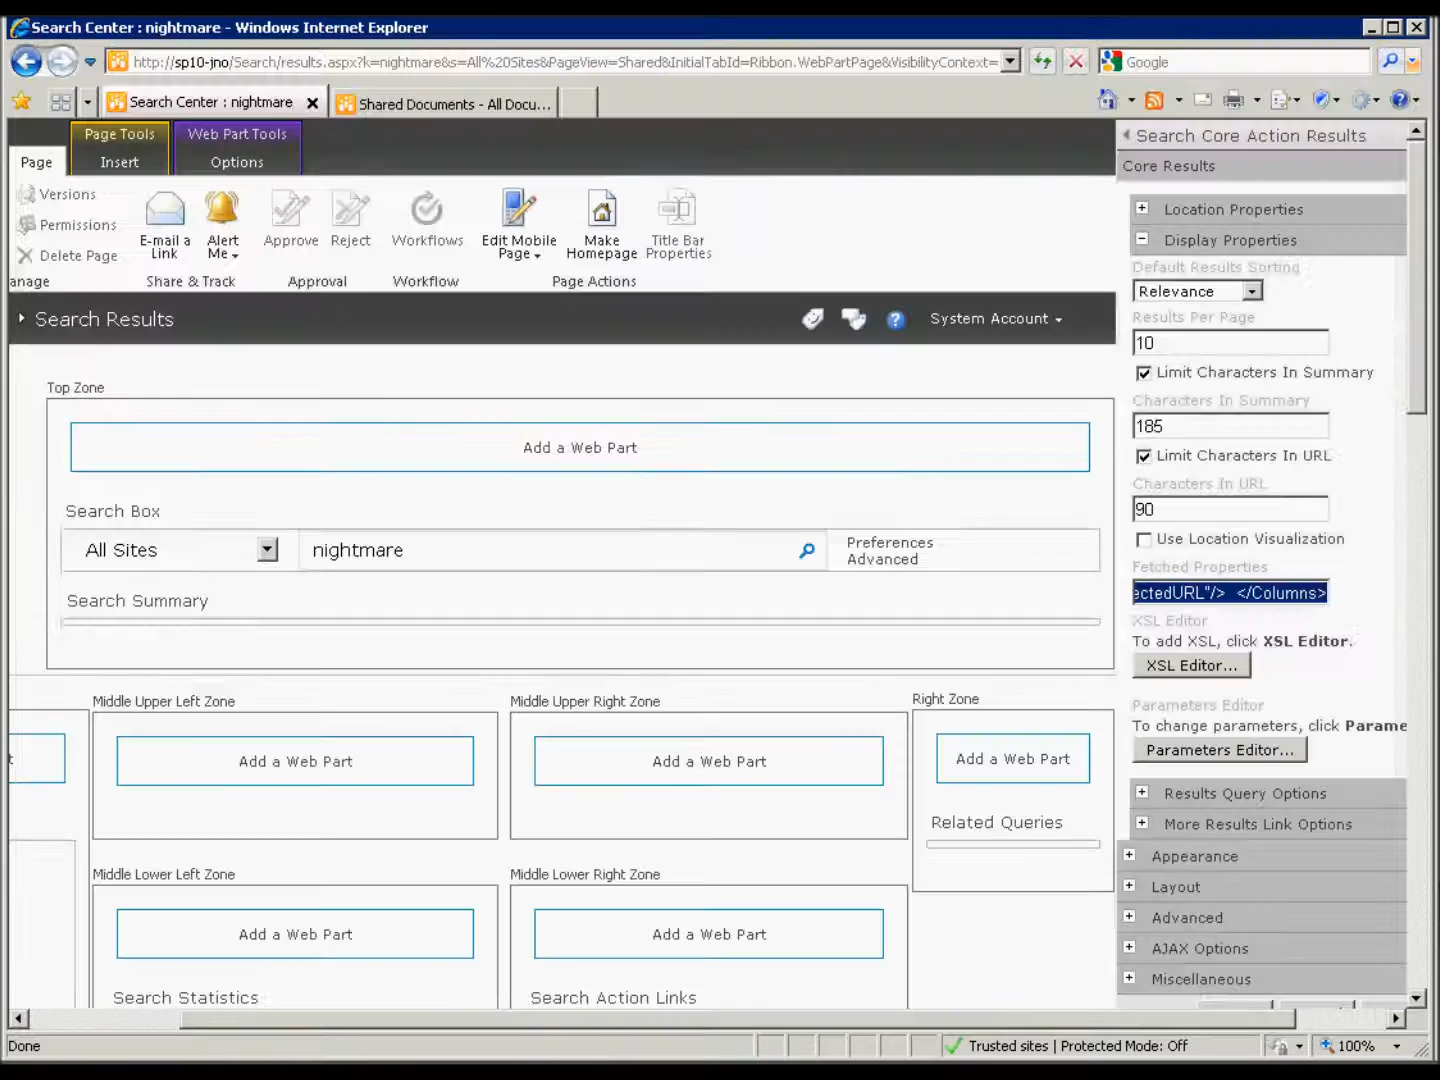 Search Center : nightmare - Windows Internet Explorer
http://sp10-jno/Search/results.aspx?k=nightmare&s=All%20Sites&PageView=Shared&InitialTabId=Ribbon.WebPartPage&VisibilityContext=
Google
Search Center : nightmare
Shared Documents - All Docu...
Page Tools
Web Part Tools
Page
Insert
Options
Versions
Permissions
Delete Page
E-mail a Link
Alert Me
Approve
Reject
Workflows
Edit Mobile Page
Make Homepage
Title Bar Properties
anage
Share & Track
Approval
Workflow
Page Actions
Search Results
System Account
Top Zone
Add a Web Part
Search Box
All Sites
nightmare
Preferences
Advanced
Search Summary
Middle Upper Left Zone
Middle Upper Right Zone
Right Zone
t
Add a Web Part
Add a Web Part
Add a Web Part
Related Queries
Middle Lower Left Zone
Middle Lower Right Zone
Add a Web Part
Add a Web Part
Search Statistics
Search Action Links
Search Core Action Results
Core Results
Location Properties
Display Properties
Default Results Sorting
Relevance
Results Per Page
10
Limit Characters In Summary
Characters In Summary
185
Limit Characters In URL
Characters In URL
90
Use Location Visualization
Fetched Properties
ectedURL"/> </Columns>
XSL Editor
To add XSL, click XSL Editor.
XSL Editor...
Parameters Editor
To change parameters, click Parame
Parameters Editor...
Results Query Options
More Results Link Options
Appearance
Layout
Advanced
AJAX Options
Miscellaneous
Done
Trusted sites | Protected Mode: Off
100%